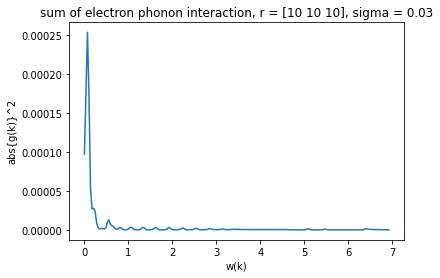 sum of electron phonon interaction, r = [10 10 10], sigma = 0.03
abs{g(k)}^2
0.00025
0.00020
0.00015
0.00010
0.00005
0.00000
0 1 2 3 4 5 6 7
w(k)